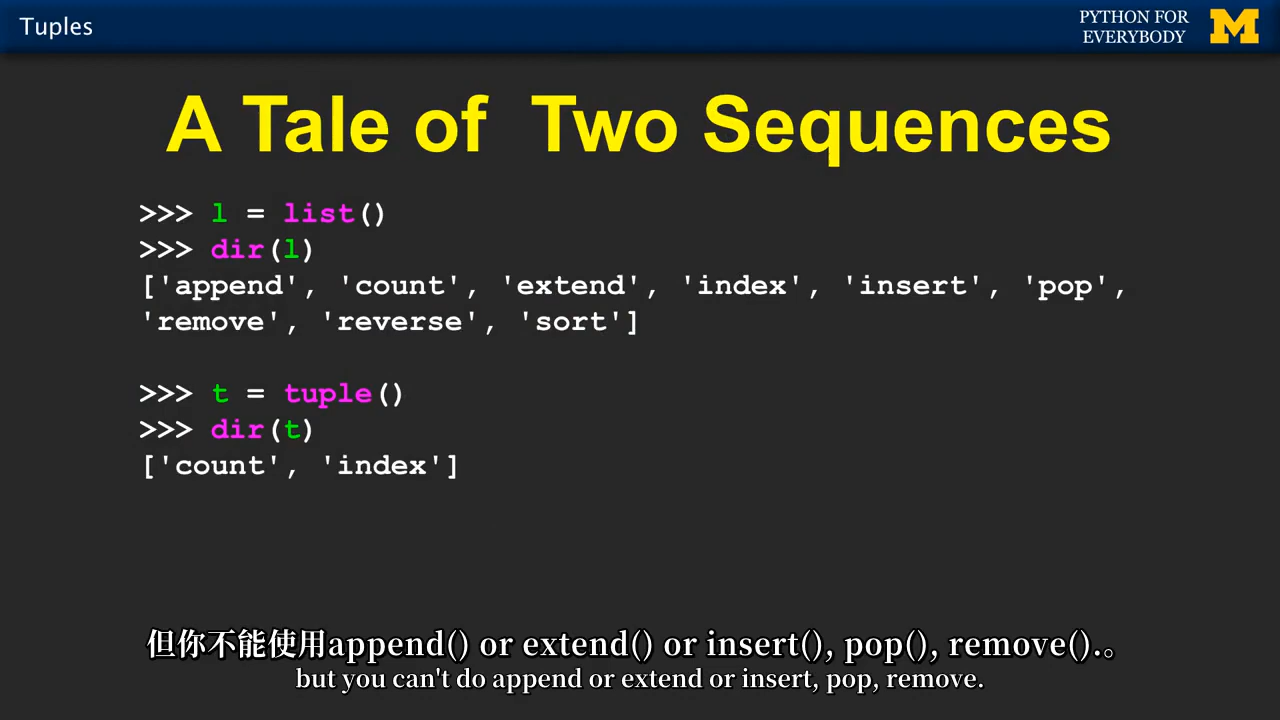 Tuples
PYTHON FOR
EVERYBODY
M
A Tale of Two Sequences
>>> l = list()
>>> dir(l)
['append', 'count', 'extend', 'index', 'insert', 'pop',
'remove', 'reverse', 'sort']
>>> t = tuple()
>>> dir(t)
['count', 'index']
但你不能使用append() or extend() or insert(), pop(), remove().。
but you can't do append or extend or insert, pop, remove.